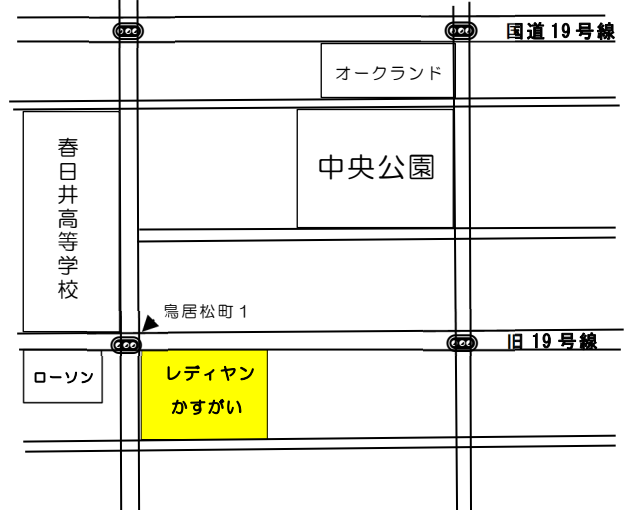 国道19号線
オークランド
中央公園
春日井高等学校
鳥居松町1
旧19号線
ローソン
レディヤン
かすがい